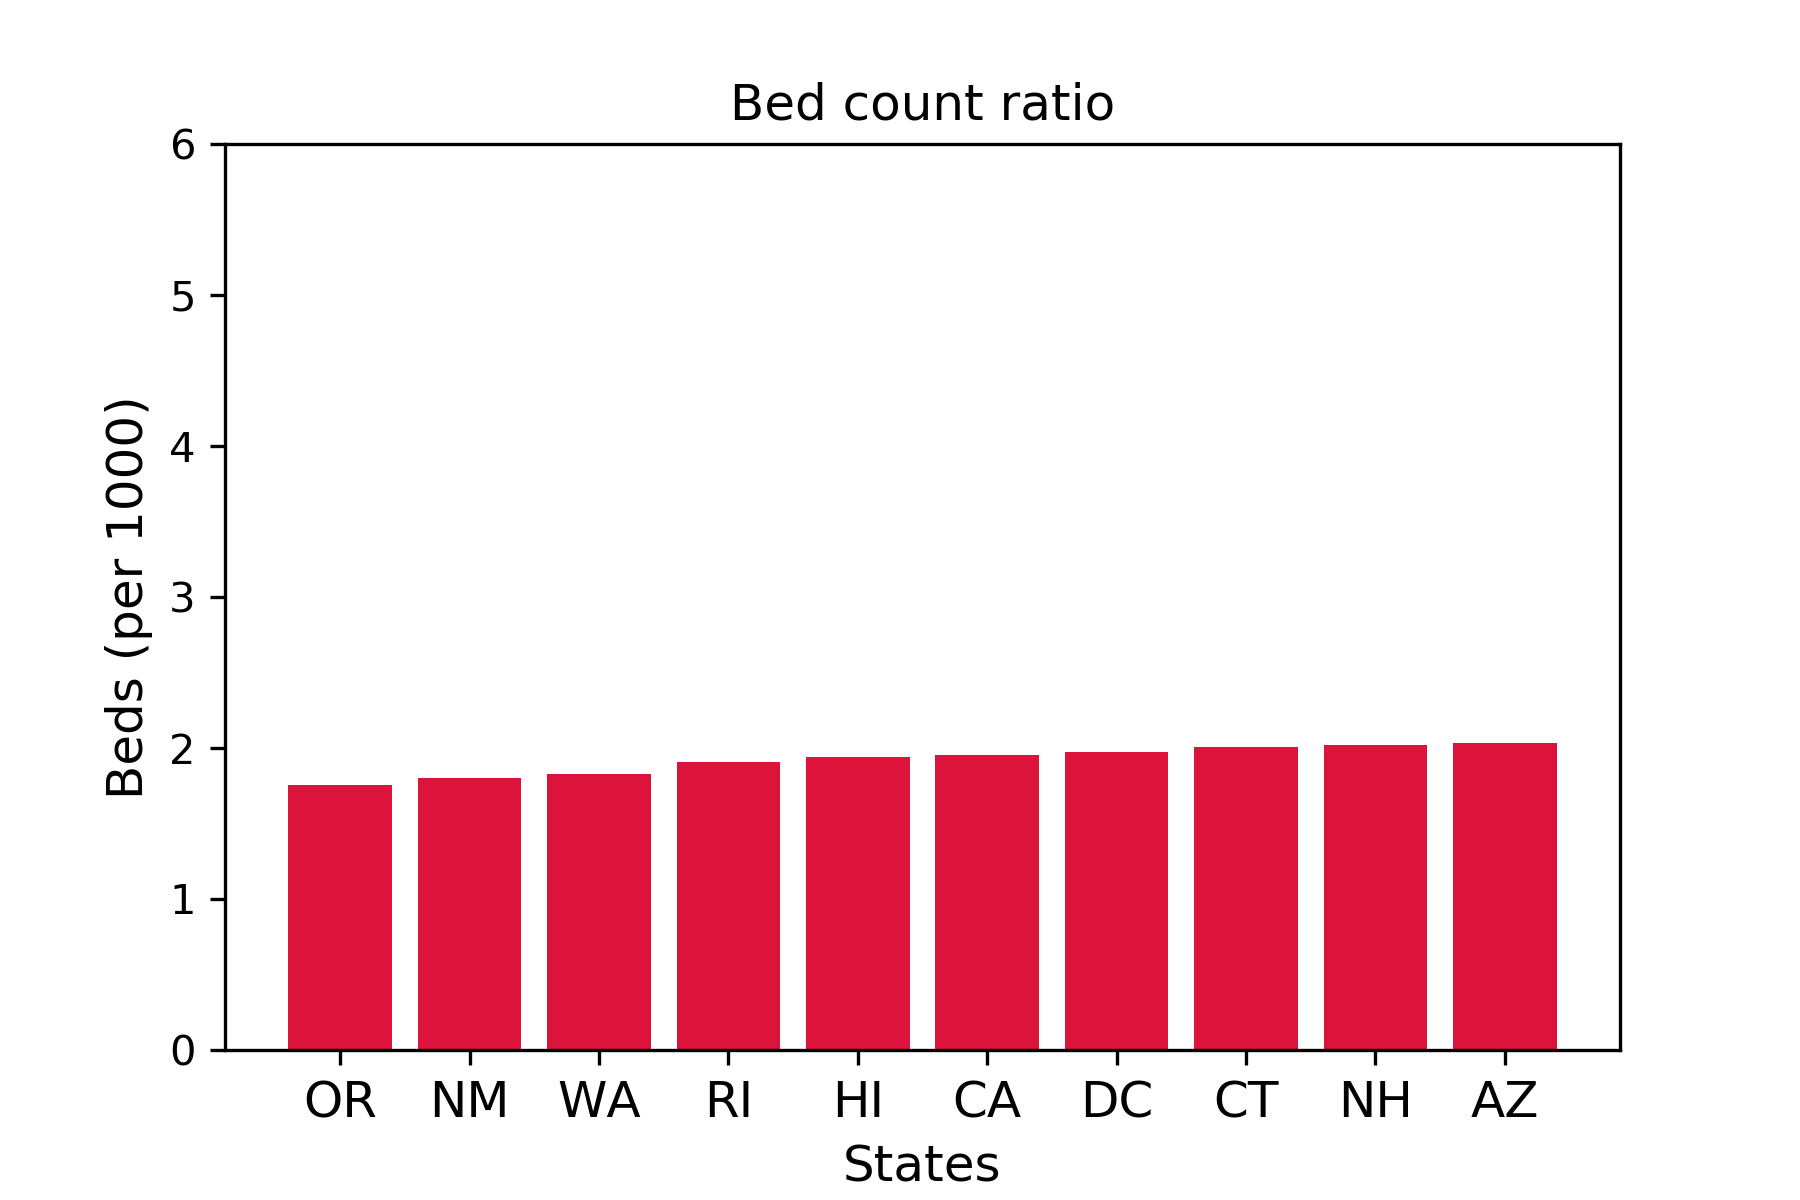 Bed count ratio
6
5
4
3
2
1
0
Beds (per 1000)
OR NM WA RI HI CA DC CT NH AZ
States